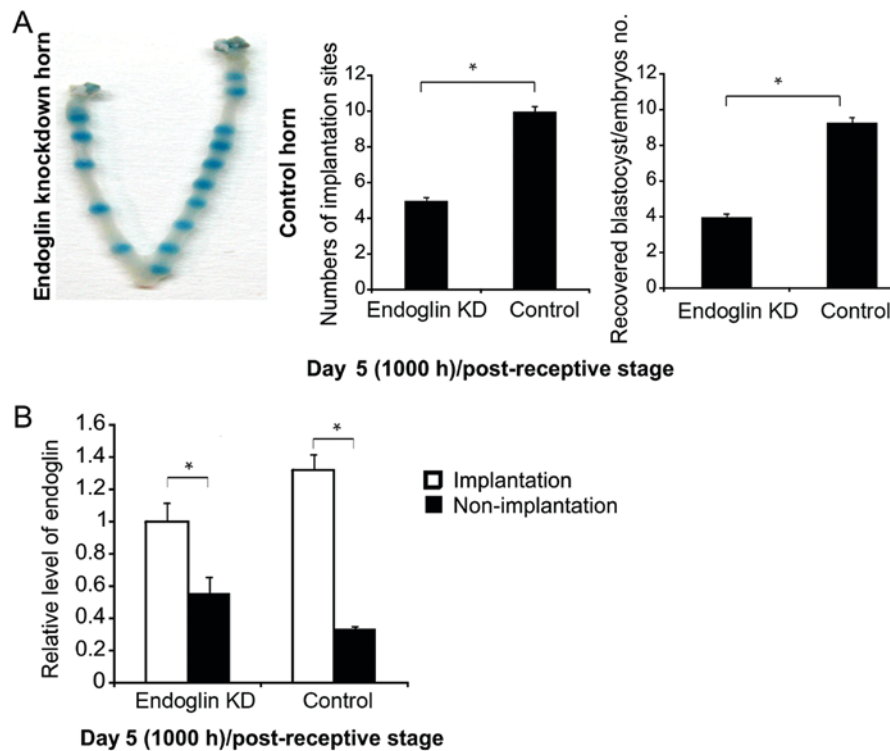 A
Endoglin knockdown horn
Control horn
Numbers of implantation sites
12
10
8
6
4
2
0
*
Endoglin KD
Control
Recovered blastocyst/embryos no.
12
10
8
6
4
2
0
*
Endoglin KD
Control
Day 5 (1000 h)/post-receptive stage
B
Relative level of endoglin
1.6
1.4
1.2
1
0.6
0.4
0.2
0
*
*
Endoglin KD
Control
Implantation
Non-implantation
Day 5 (1000 h)/post-receptive stage